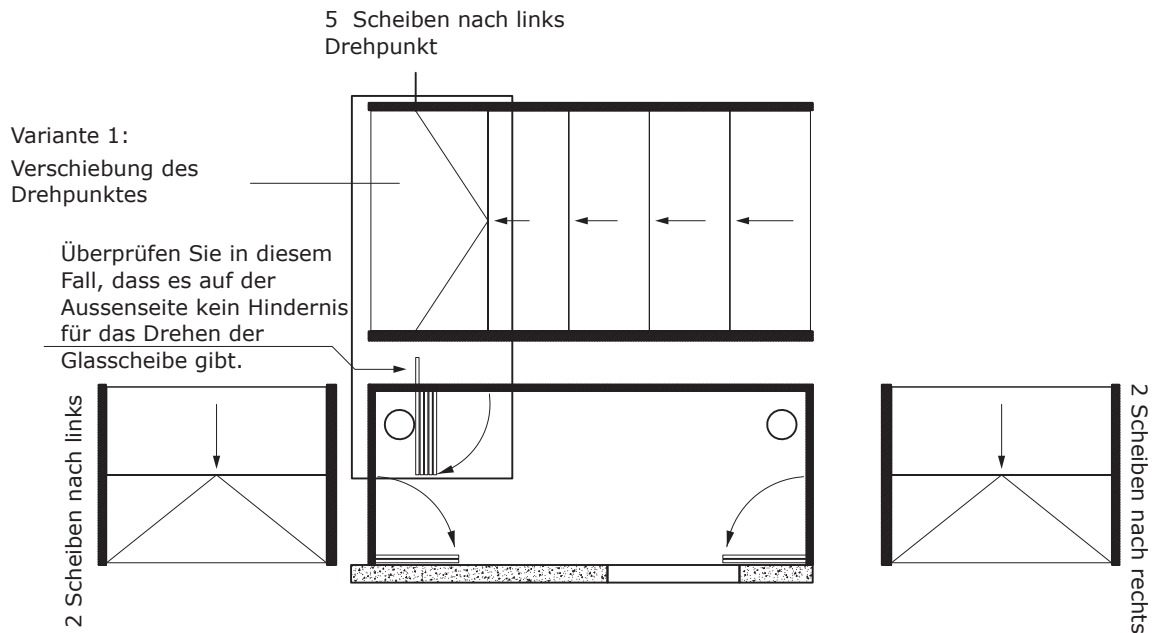 5 Scheiben nach links
Drehpunkt
Variante 1:
Verschiebung des
Drehpunktes
Überprüfen Sie in diesem
Fall, dass es auf der
Aussenseite kein Hindernis
für das Drehen der
Glasscheibe gibt.
2 Scheiben nach links
2 Scheiben nach rechts